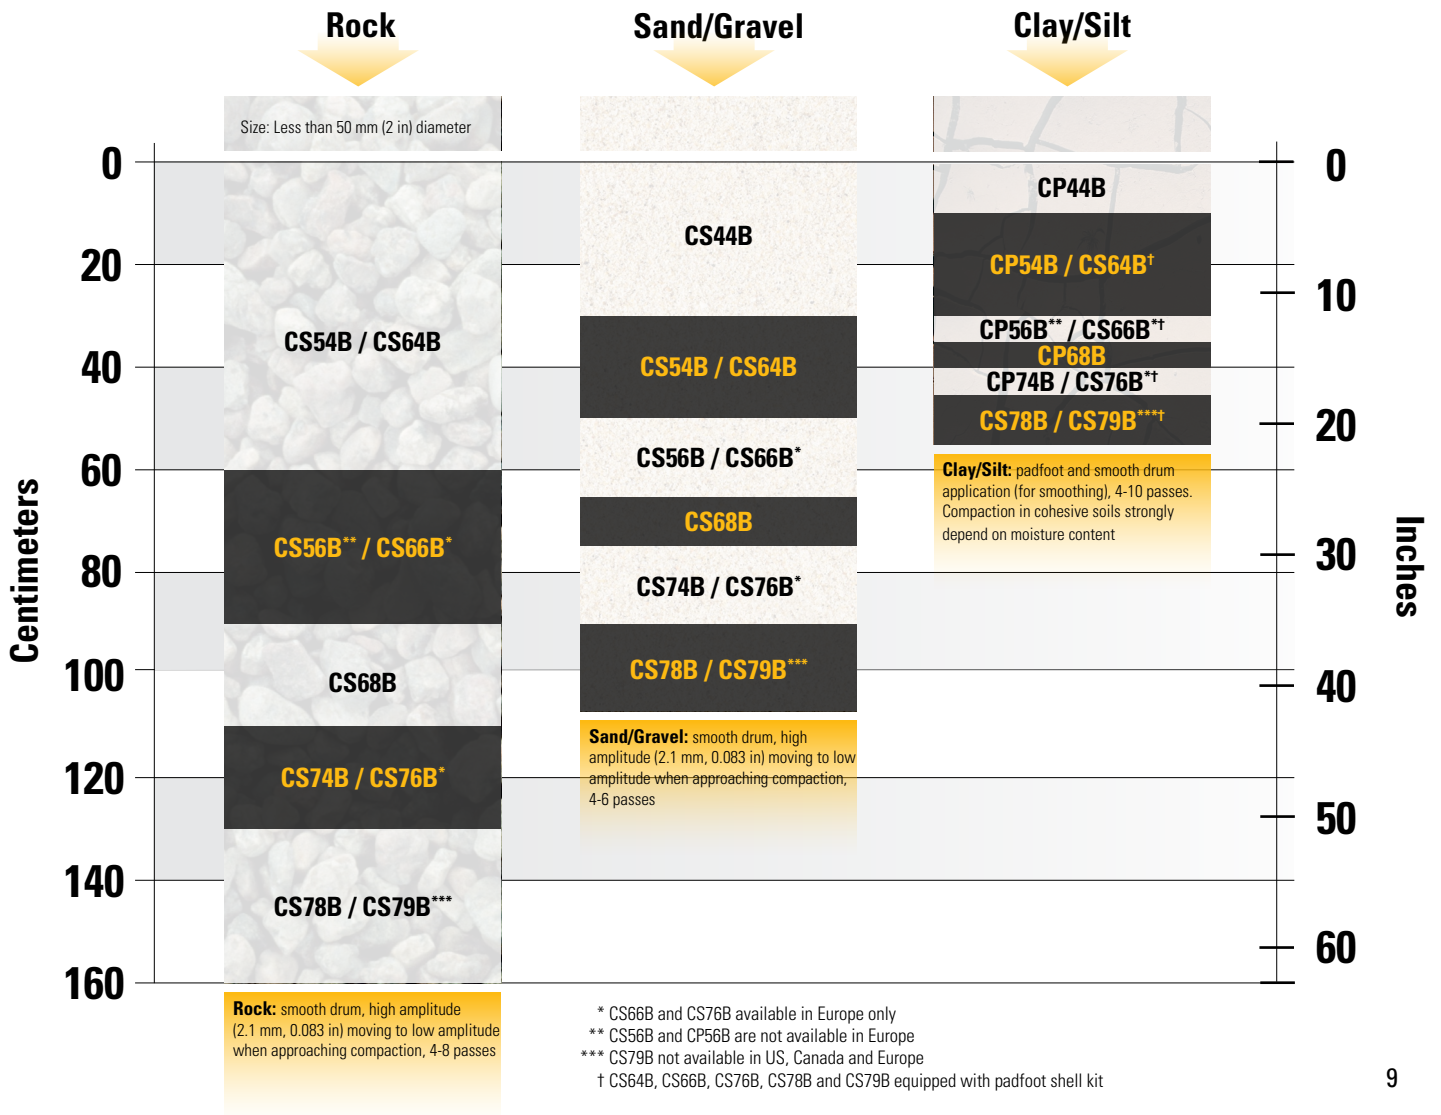 Rock
Sand/Gravel
Clay/Silt
Size: Less than 50 mm (2 in) diameter
Centimeters
0
20
40
60
80
100
120
140
160
CS54B / CS64B
CS56B** / CS66B*
CS68B
CS74B / CS76B*
CS78B / CS79B***
Rock: smooth drum, high amplitude
(2.1 mm, 0.083 in) moving to low amplitude
when approaching compaction, 4-8 passes
CS44B
CS54B / CS64B
CS56B / CS66B*
CS68B
CS74B / CS76B*
CS78B / CS79B***
Sand/Gravel: smooth drum, high
amplitude (2.1 mm, 0.083 in) moving to low
amplitude when approaching compaction,
4-6 passes
CP44B
CP54B / CS64B†
CP56B** / CS66B*†
CP68B
CP74B / CS76B*†
CS78B / CS79B***†
Clay/Silt: padfoot and smooth drum
application (for smoothing), 4-10 passes.
Compaction in cohesive soils strongly
depend on moisture content
0
10
20
30
40
50
60
Inches
* CS66B and CS76B available in Europe only
** CS56B and CP56B are not available in Europe
*** CS79B not available in US, Canada and Europe
† CS64B, CS66B, CS76B, CS78B and CS79B equipped with padfoot shell kit
9